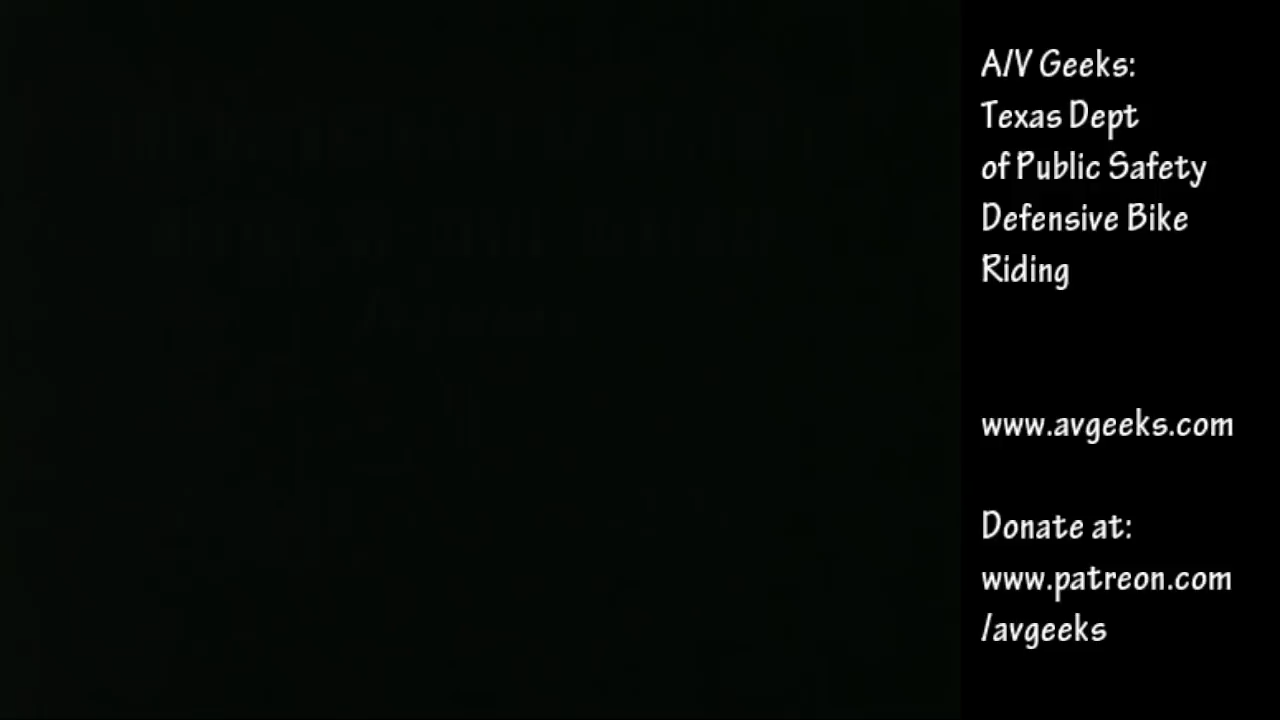 A/V Geeks:
Texas Dept
of Public Safety
Defensive Bike
Riding
www.avgeeks.com
Donate at:
www.patreon.com
/avgeeks